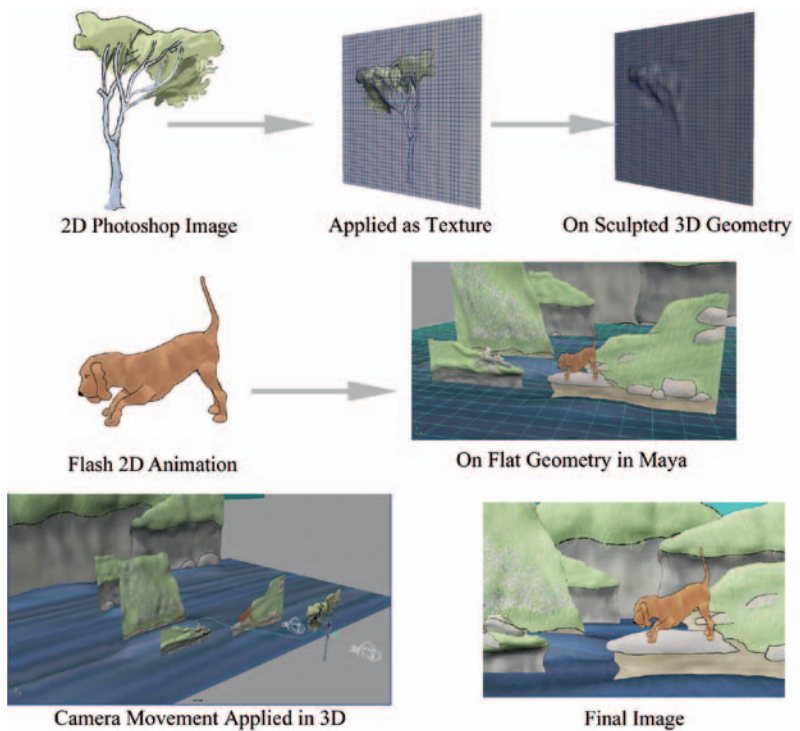 2D Photoshop Image
Applied as Texture
On Sculpted 3D Geometry
Flash 2D Animation
On Flat Geometry in Maya
Camera Movement Applied in 3D
Final Image